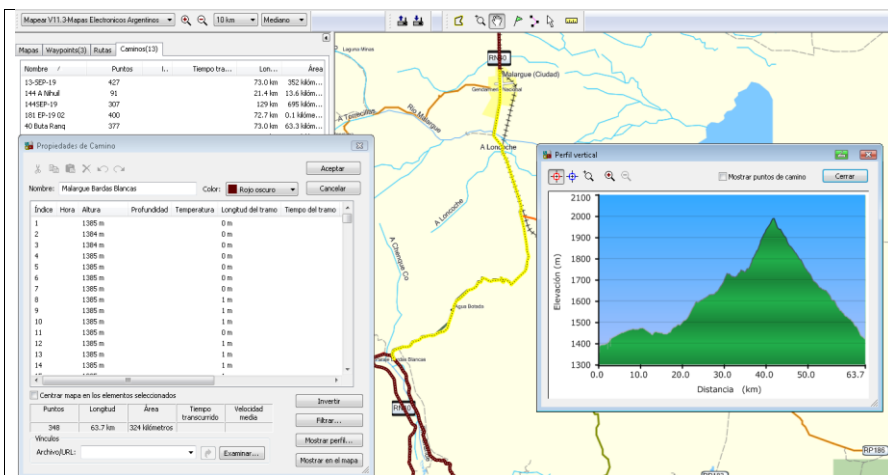 Mapear V11.3-Mapas Electronicos Argentinos 10 km Mediano
Mapas Waypoints(3) Rutas Caminos(13)
Nombre / Puntos I.. Tiempo tra... Lon... Área
13-SEP-19 427 73.0 km 352 kilóm...
144 A Nihuil 91 21.4 km 13.6 kilóm...
144SEP-19 307 129 km 695 kilóm...
181 EP-19 02 400 72.7 km 0.1 kilóme...
40 Buta Ranq 377 73.0 km 63.3 kilóm...
Propiedades de Camino
Aceptar
Nombre: Malargue Bardas Blancas Color: Rojo oscuro Cancelar
Índice Hora Altura Profundidad Temperatura Longitud del tramo Tiempo del tramo
1 1385 m 0 m
2 1384 m 0 m
3 1384 m 0 m
4 1385 m 0 m
5 1385 m 0 m
6 1385 m 0 m
7 1385 m 0 m
8 1385 m 1 m
9 1385 m 1 m
10 1385 m 1 m
11 1385 m 0 m
12 1385 m 1 m
13 1385 m 1 m
14 1385 m 1 m
Centrar mapa en los elementos seleccionados
Invertir
Puntos Longitud Área Tiempo transcurrido Velocidad media
348 63.7 km 324 kilómetros
Filtrar...
Vínculos
Mostrar perfil...
Archivo/URL: Examinar...
Mostrar en el mapa
Laguna Minas
RN40
Malargue (Ciudad)
Gendarmeria Nacional
Rio Malargue
A Loncoche
A Loncoche
A Chenque Co
Agua Botada
Bardas Blancas
RP186
Perfil vertical
Mostrar puntos de camino Cerrar
Elevación (m)
2100
2000
1900
1800
1700
1600
1500
1400
1300
0.0 10.0 20.0 30.0 40.0 50.0 63.7
Distancia (km)